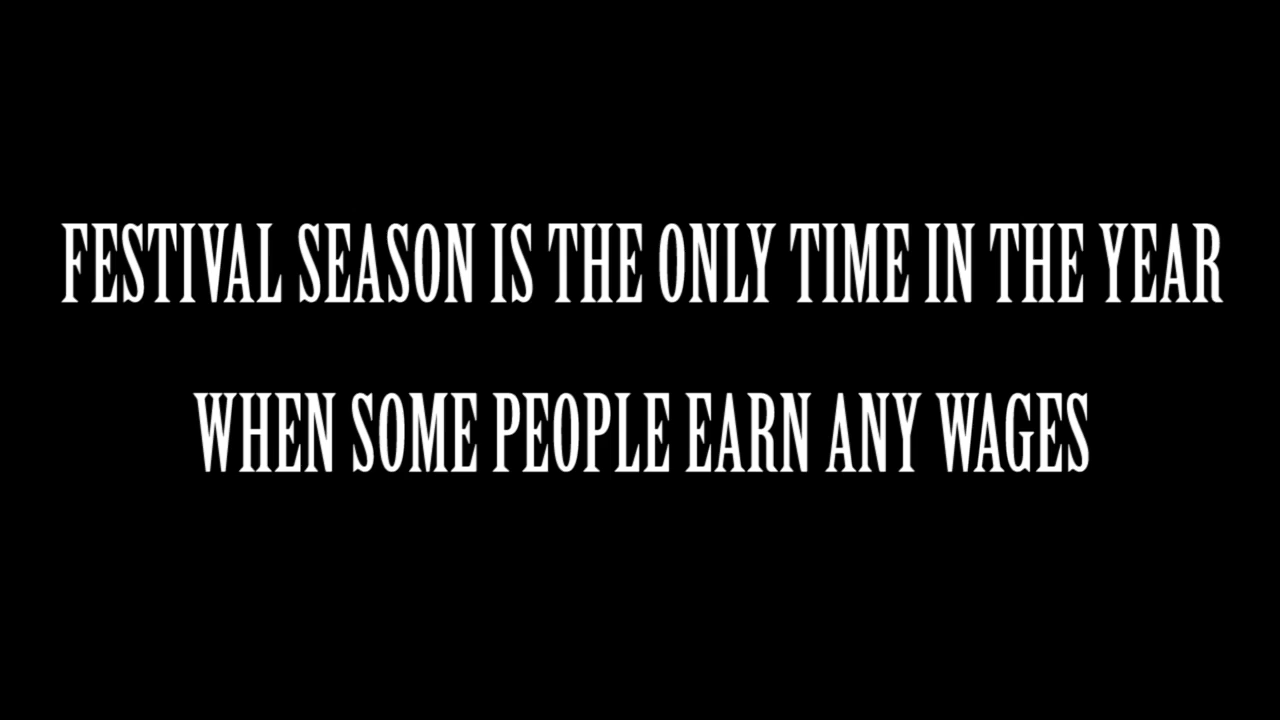 FESTIVAL SEASON IS THE ONLY TIME IN THE YEAR
WHEN SOME PEOPLE EARN ANY WAGES